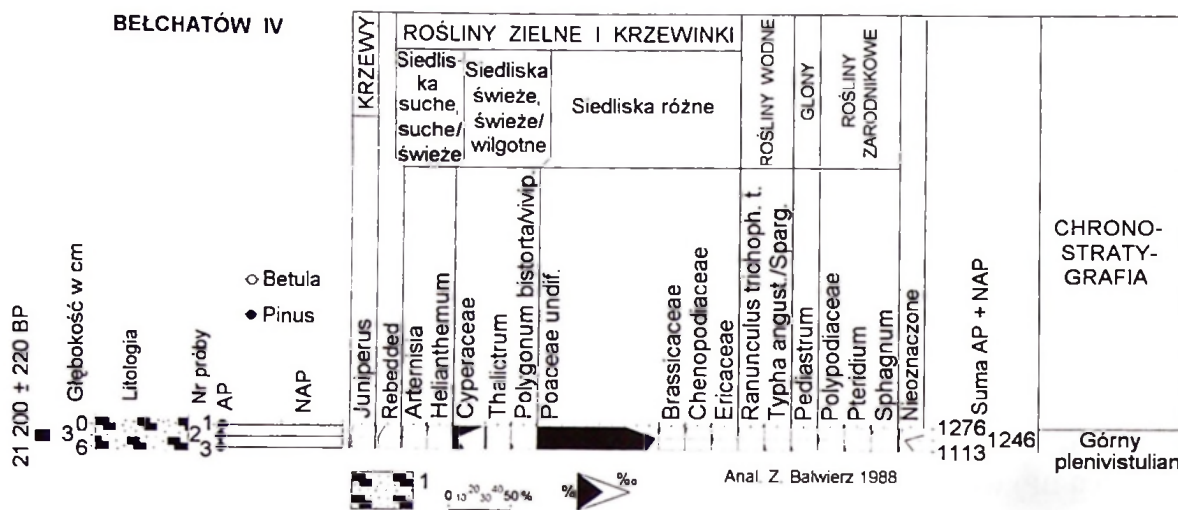 BEŁCHATÓW IV
KRZEWY
ROŚLINY ZIELNE I KRZEWINKI
Siedlis-
ka
suche,
suche/
świeże
Siedliska
świeże,
świeże/
wilgotne
Siedliska różne
ROŚLINY WODNE
GLONY
ROŚLINY
ZARODNIKOWE
CHRONO-
STRATY-
GRAFIA
21 200 ± 220 BP
Głębokość w cm
Litologia
Nr próby
AP
NAP
Betula
Pinus
Juniperus
Rebedded
Artemisia
Helianthemum
Cyperaceae
Thalictrum
Polygonum bistorta/vivip.
Poaceae undif.
Brassicaceae
Chenopodiaceae
Ericaceae
Ranunculus trichoph. t.
Typha angust./Sparg.
Pediastrum
Polypodiaceae
Pteridium
Sphagnum
Nieoznaczone
Suma AP + NAP
0
3
6
1
2
3
1276
1246
1113
Górny
plenivistulian
1
0 10 20 30 40 50 %
% ‰
Anal. Z. Balwierz 1988